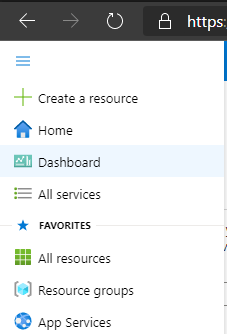 https:
Create a resource
Home
Dashboard
All services
FAVORITES
All resources
Resource groups
App Services